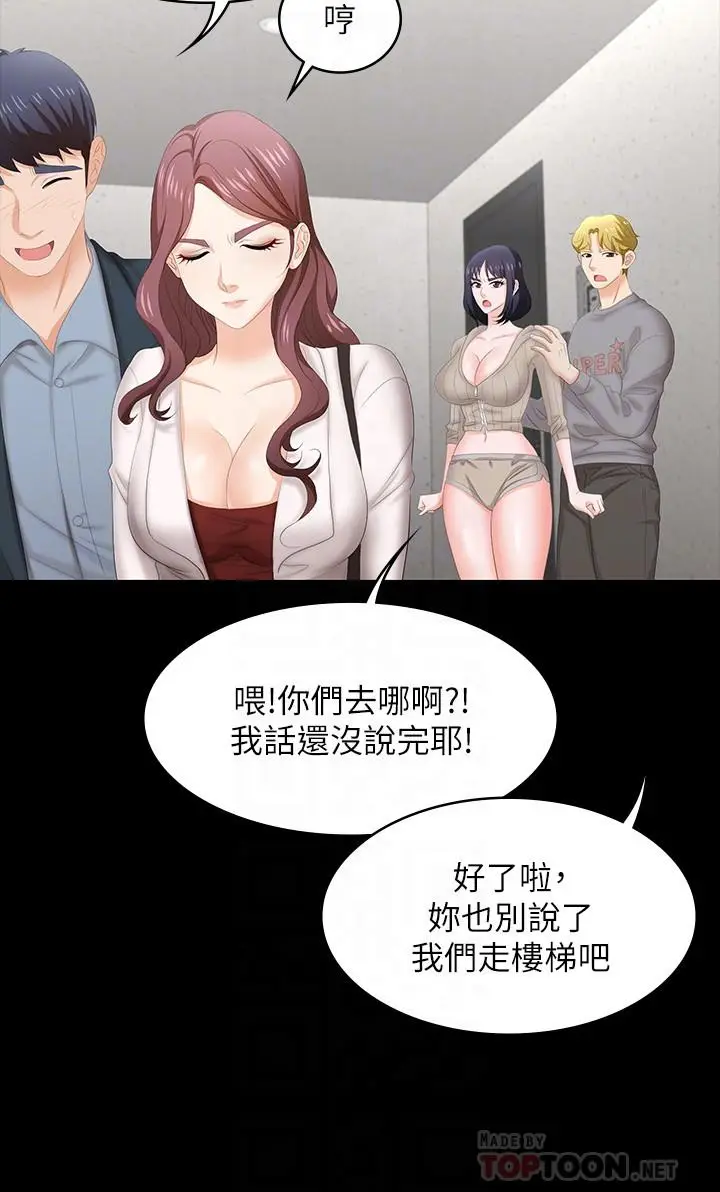 哼
UPER
喂!你們去哪啊?!
我話還沒說完耶!
好了啦,
妳也別說了
我們走樓梯吧
MADE BY
TOPTOON.NET